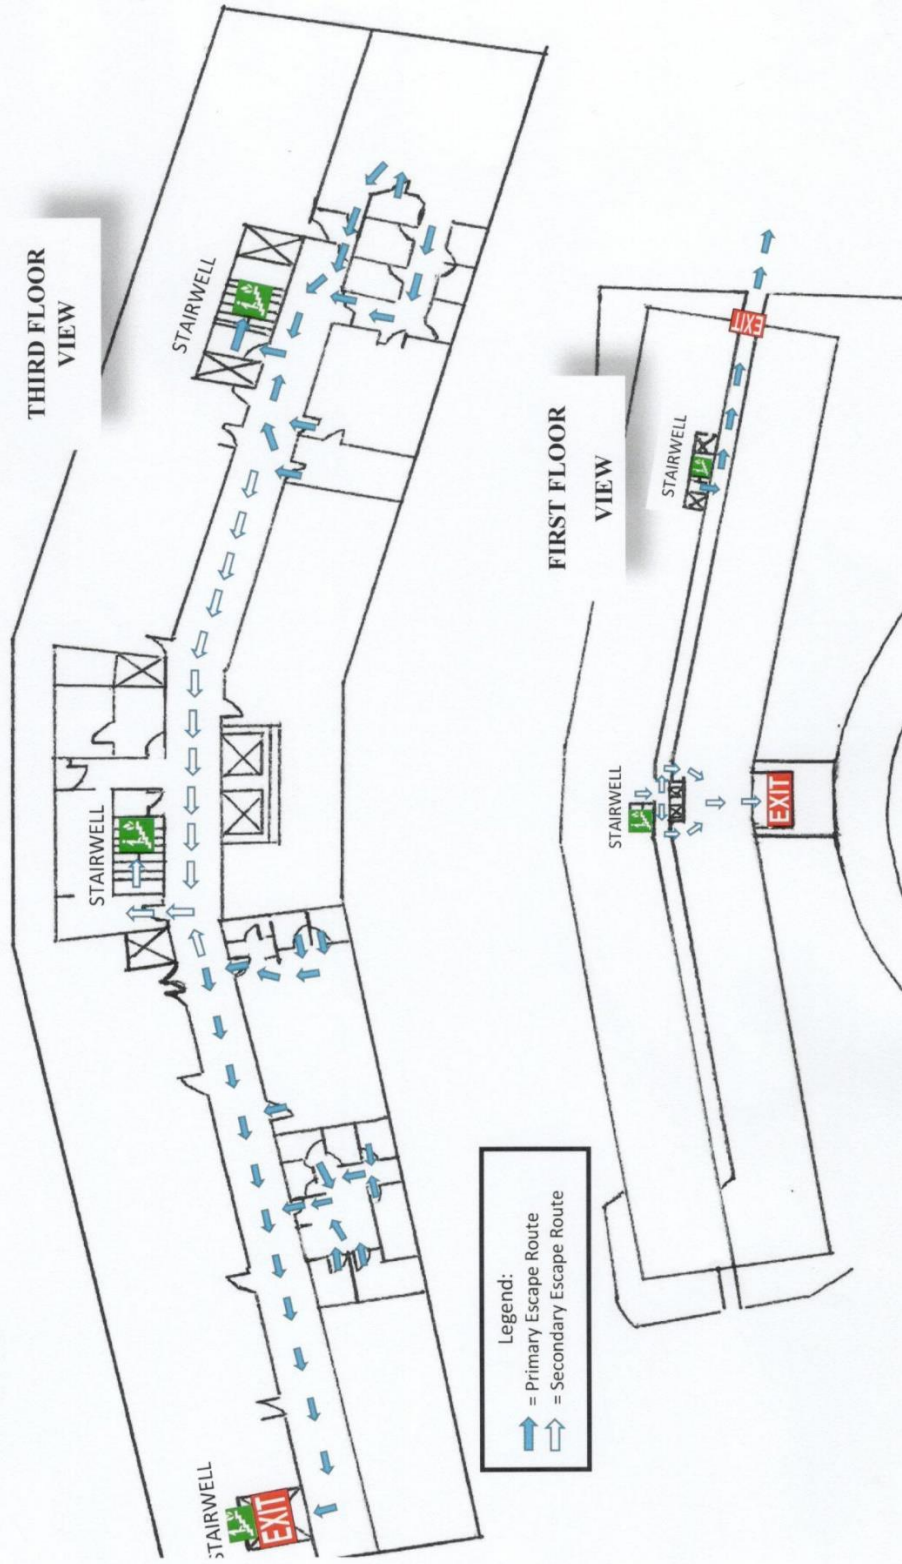 THIRD FLOOR
VIEW
STAIRWELL
STAIRWELL
STAIRWELL
EXIT
FIRST FLOOR
VIEW
STAIRWELL
EXIT
STAIRWELL
EXIT
Legend:
= Primary Escape Route
= Secondary Escape Route